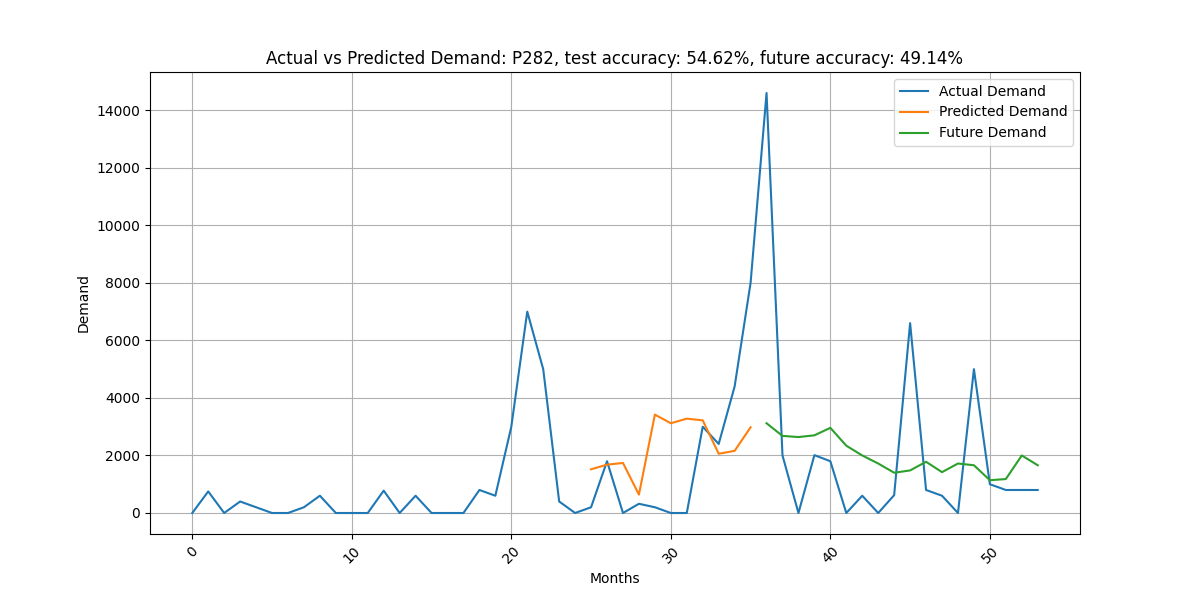 Actual vs Predicted Demand: P282, test accuracy: 54.62%, future accuracy: 49.14%
Actual Demand
Predicted Demand
Future Demand
14000
12000
10000
8000
6000
4000
2000
0
Demand
0
10
20
30
40
50
Months